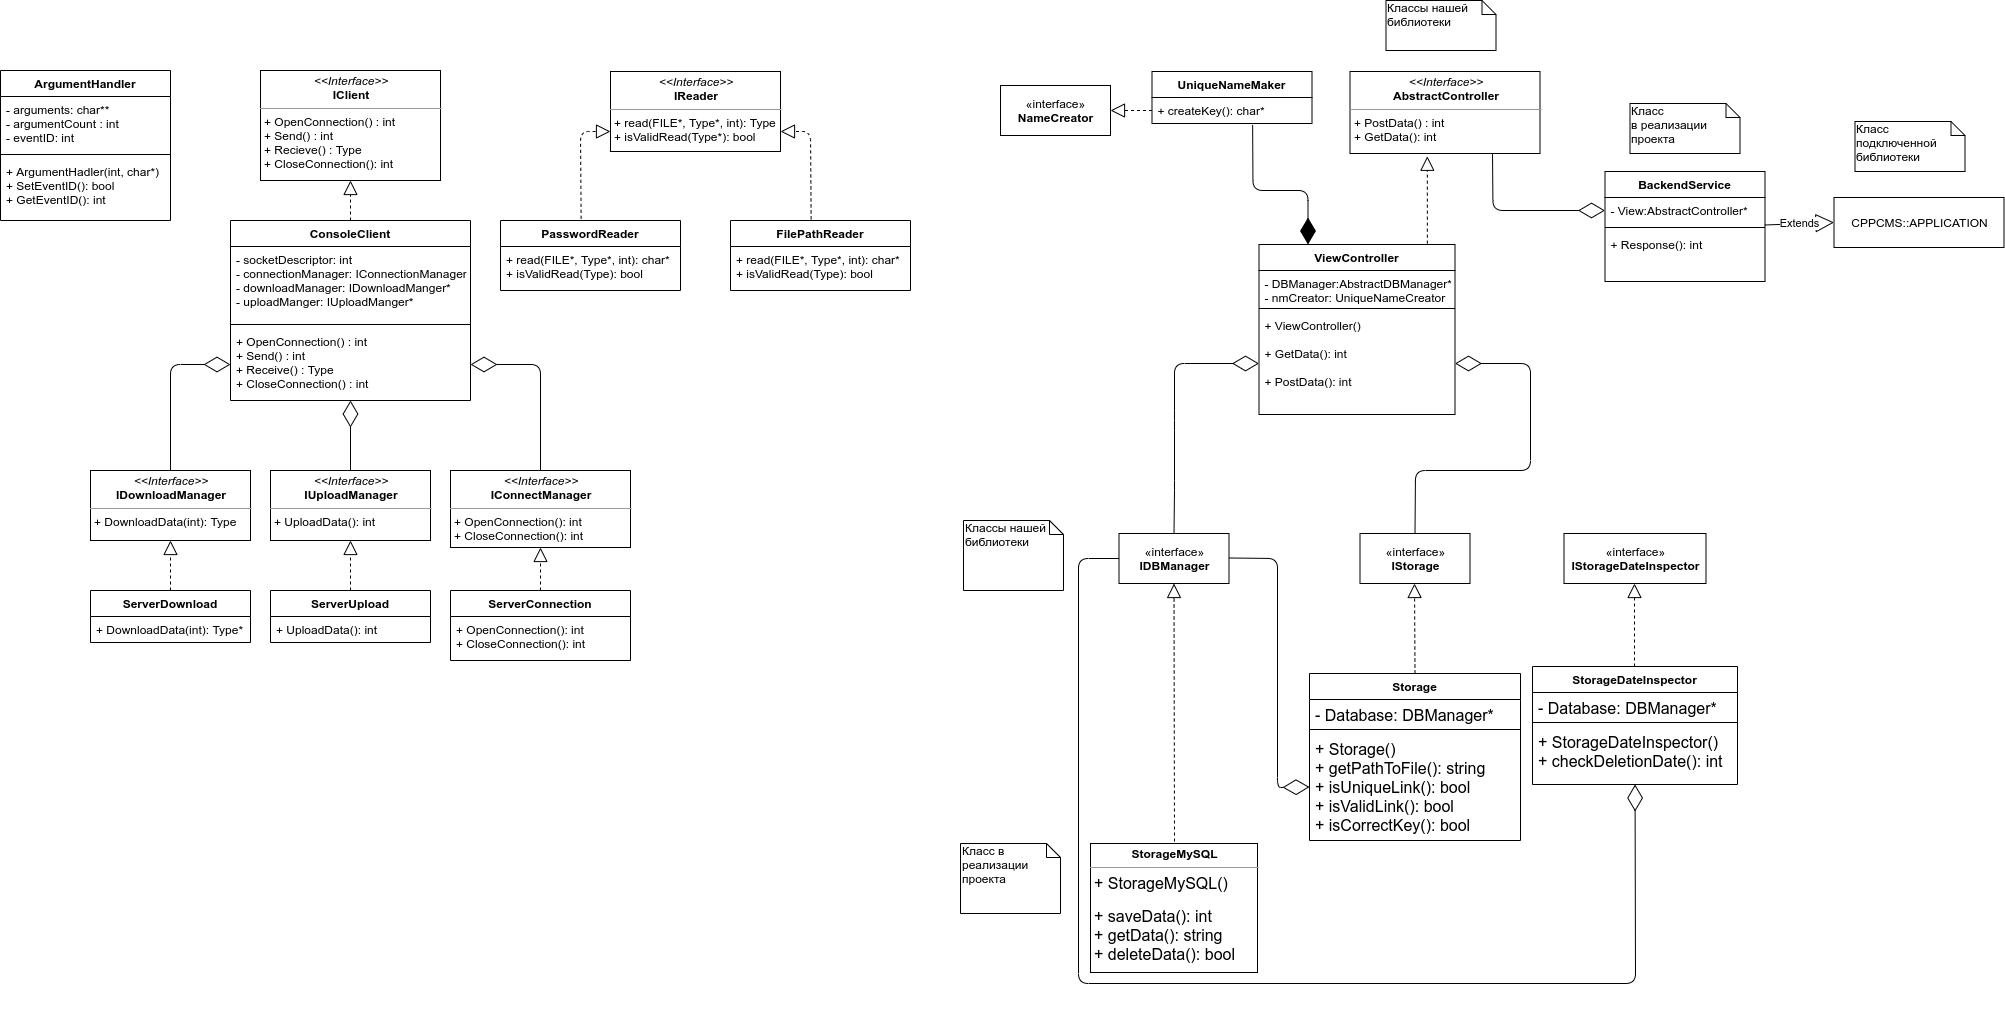 Классы нашей
библиотеки
ArgumentHandler
- arguments: char**
- argumentCount : int
- eventID: int
+ ArgumentHadler(int, char*)
+ SetEventID(): bool
+ GetEventID(): int
<<Interface>>
IClient
+ OpenConnection() : int
+ Send() : int
+ Recieve() : Type
+ CloseConnection(): int
<<Interface>>
IReader
+ read(FILE*, Type*, int): Type
+ isValidRead(Type*): bool
«interface»
NameCreator
UniqueNameMaker
+ createKey(): char*
<<Interface>>
AbstractController
+ PostData() : int
+ GetData(): int
Класс
в реализации
проекта
Класс
подключенной
библиотеки
BackendService
- View:AbstractController*
+ Response(): int
Extends
CPPCMS::APPLICATION
ConsoleClient
- socketDescriptor: int
- connectionManager: IConnectionManager
- downloadManager: IDownloadManger*
- uploadManger: IUploadManger*
+ OpenConnection() : int
+ Send() : int
+ Receive() : Type
+ CloseConnection() : int
PasswordReader
+ read(FILE*, Type*, int): char*
+ isValidRead(Type): bool
FilePathReader
+ read(FILE*, Type*, int): char*
+ isValidRead(Type): bool
ViewController
- DBManager:AbstractDBManager*
- nmCreator: UniqueNameCreator
+ ViewController()
+ GetData(): int
+ PostData(): int
<<Interface>>
IDownloadManager
+ DownloadData(int): Type
<<Interface>>
IUploadManager
+ UploadData(): int
<<Interface>>
IConnectManager
+ OpenConnection(): int
+ CloseConnection(): int
ServerDownload
+ DownloadData(int): Type*
ServerUpload
+ UploadData(): int
ServerConnection
+ OpenConnection(): int
+ CloseConnection(): int
Классы нашей
библиотеки
«interface»
IDBManager
«interface»
IStorage
«interface»
IStorageDateInspector
Storage
- Database: DBManager*
+ Storage()
+ getPathToFile(): string
+ isUniqueLink(): bool
+ isValidLink(): bool
+ isCorrectKey(): bool
StorageDateInspector
- Database: DBManager*
+ StorageDateInspector()
+ checkDeletionDate(): int
Класс в
реализации
проекта
StorageMySQL
+ StorageMySQL()
+ saveData(): int
+ getData(): string
+ deleteData(): bool